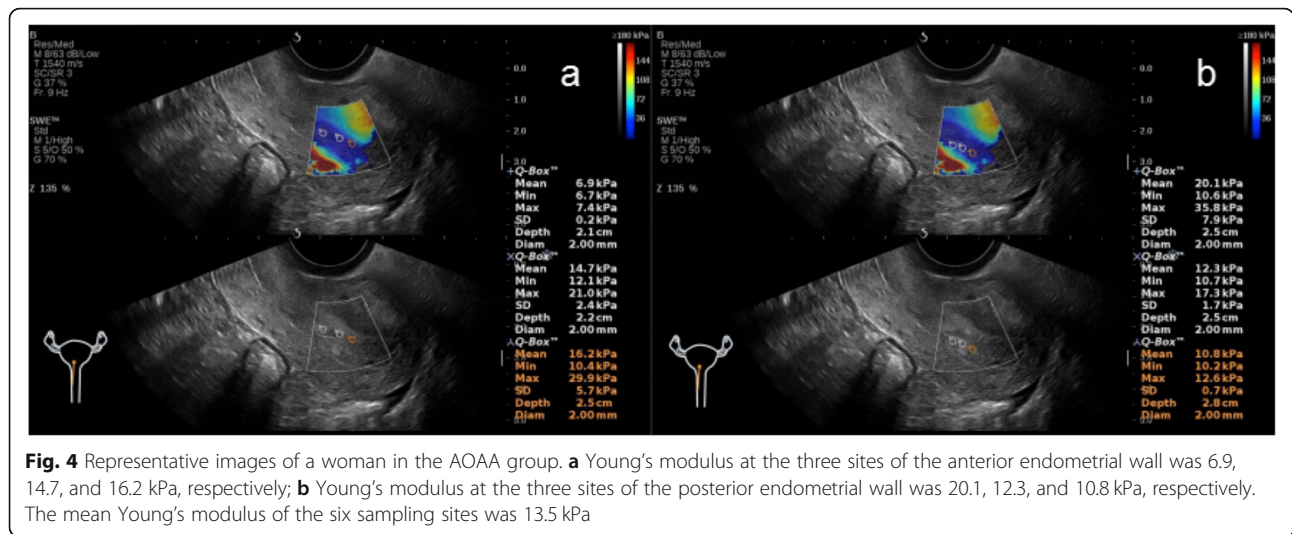 B
Res/Med
M 8/63 dB/Low
T 1540 m/s
SC/SR 3
G 37 %
Fr. 9 Hz
SWE™
Std
M 1/High
S 5/O 50 %
G 70 %
Z 135 %
S
a
≥180 kPa
144
108
72
36
0.0
1.0
2.0
3.0
+Q-Box™
Mean 6.9 kPa
Min 6.7 kPa
Max 7.4 kPa
SD 0.2 kPa
Depth 2.1 cm
Diam 2.00 mm
S
×Q-Box™
Mean 14.7 kPa
Min 12.1 kPa
Max 21.0 kPa
SD 2.4 kPa
Depth 2.2 cm
Diam 2.00 mm
Q-Box™
Mean 16.2 kPa
Min 10.4 kPa
Max 29.9 kPa
SD 5.7 kPa
Depth 2.5 cm
Diam 2.00 mm
B
Res/Med
M 8/63 dB/Low
T 1540 m/s
SC/SR 3
G 37 %
Fr. 9 Hz
SWE™
Std
M 1/High
S 5/O 50 %
G 70 %
Z 135 %
S
b
≥180 kPa
144
108
72
36
0.0
1.0
2.0
3.0
+Q-Box™
Mean 20.1 kPa
Min 10.6 kPa
Max 35.8 kPa
SD 7.9 kPa
Depth 2.5 cm
Diam 2.00 mm
S
×Q-Box™
Mean 12.3 kPa
Min 10.7 kPa
Max 17.3 kPa
SD 1.7 kPa
Depth 2.5 cm
Diam 2.00 mm
Q-Box™
Mean 10.8 kPa
Min 10.2 kPa
Max 12.6 kPa
SD 0.7 kPa
Depth 2.8 cm
Diam 2.00 mm
Fig. 4 Representative images of a woman in the AOAA group. a Young's modulus at the three sites of the anterior endometrial wall was 6.9,
14.7, and 16.2 kPa, respectively; b Young's modulus at the three sites of the posterior endometrial wall was 20.1, 12.3, and 10.8 kPa, respectively.
The mean Young's modulus of the six sampling sites was 13.5 kPa